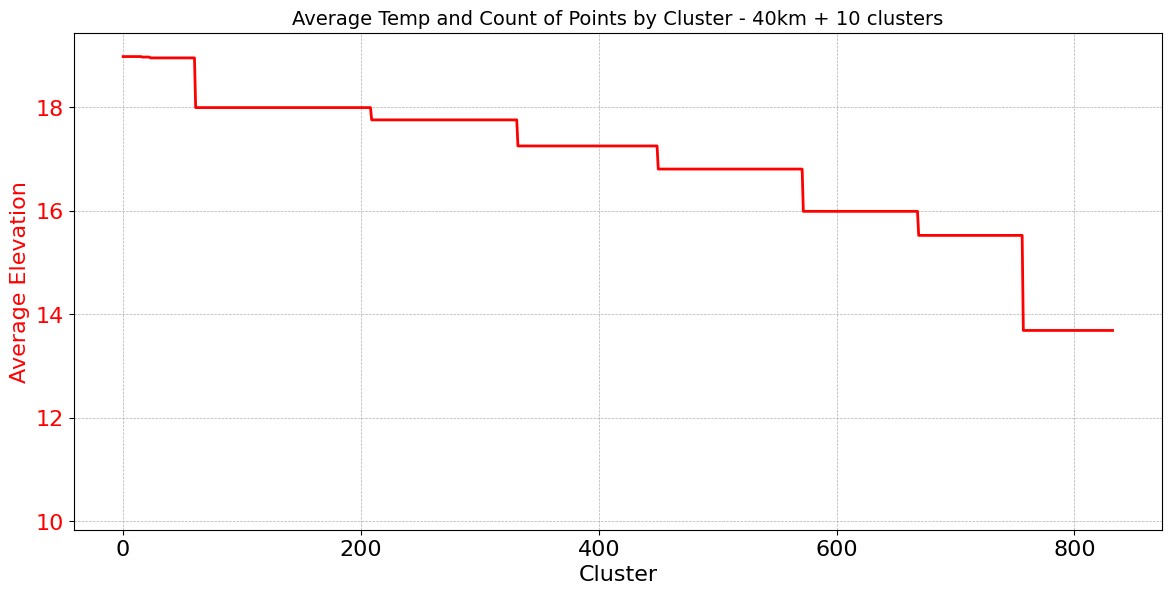 Average Temp and Count of Points by Cluster - 40km + 10 clusters
Average Elevation
18
16
14
12
10
0 200 400 600 800
Cluster